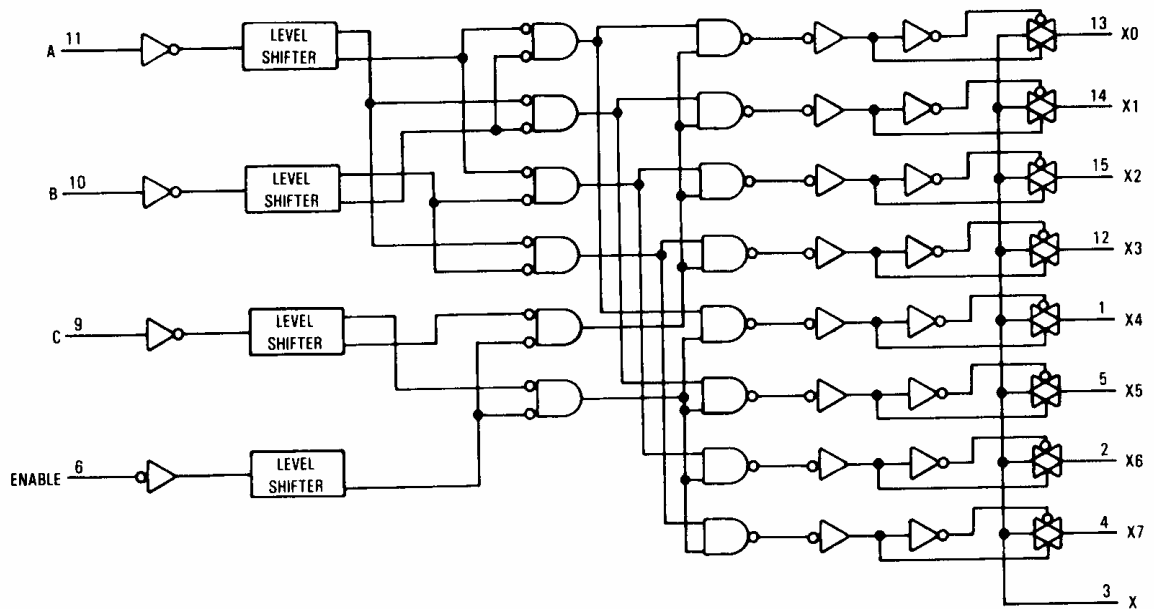 A 11
LEVEL
SHIFTER
13 X0
14 X1
B 10
LEVEL
SHIFTER
15 X2
12 X3
C 9
LEVEL
SHIFTER
1 X4
5 X5
ENABLE 6
LEVEL
SHIFTER
2 X6
4 X7
3 X